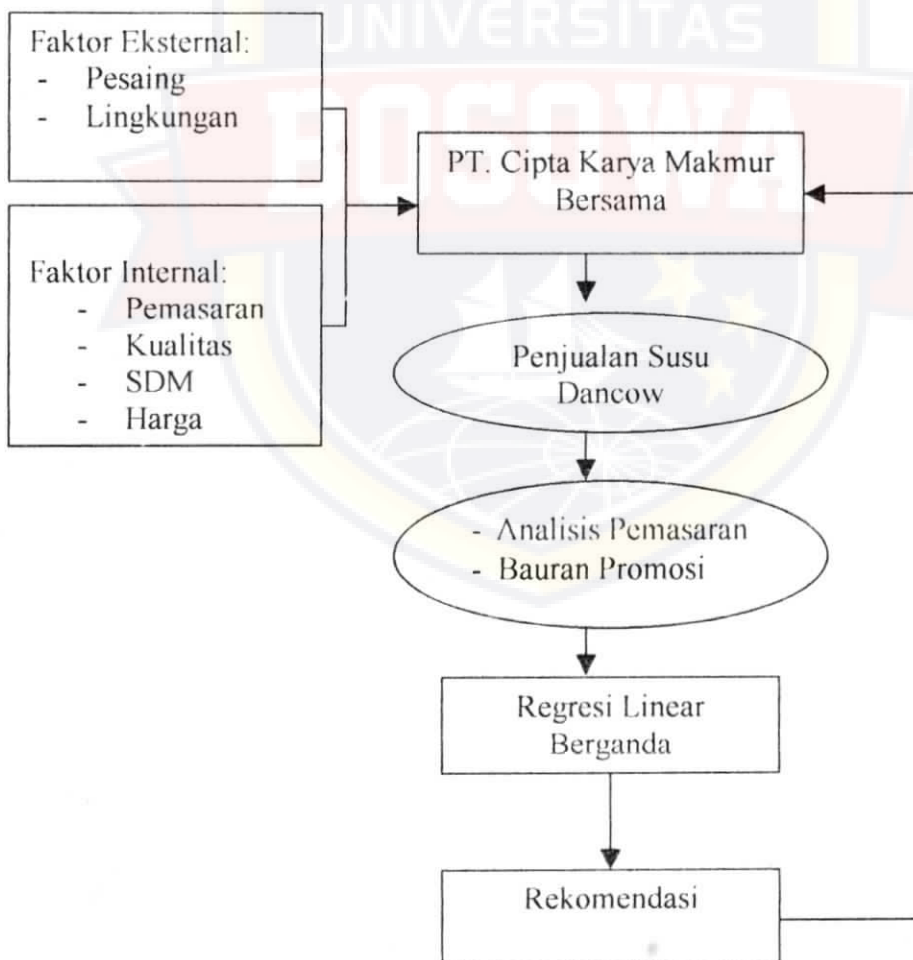 UNIVERSITAS
BOSOWA
Faktor Eksternal:
- Pesaing
- Lingkungan
Faktor Internal:
- Pemasaran
- Kualitas
- SDM
- Harga
PT. Cipta Karya Makmur
Bersama
Penjualan Susu
Dancow
- Analisis Pemasaran
- Bauran Promosi
Regresi Linear
Berganda
Rekomendasi